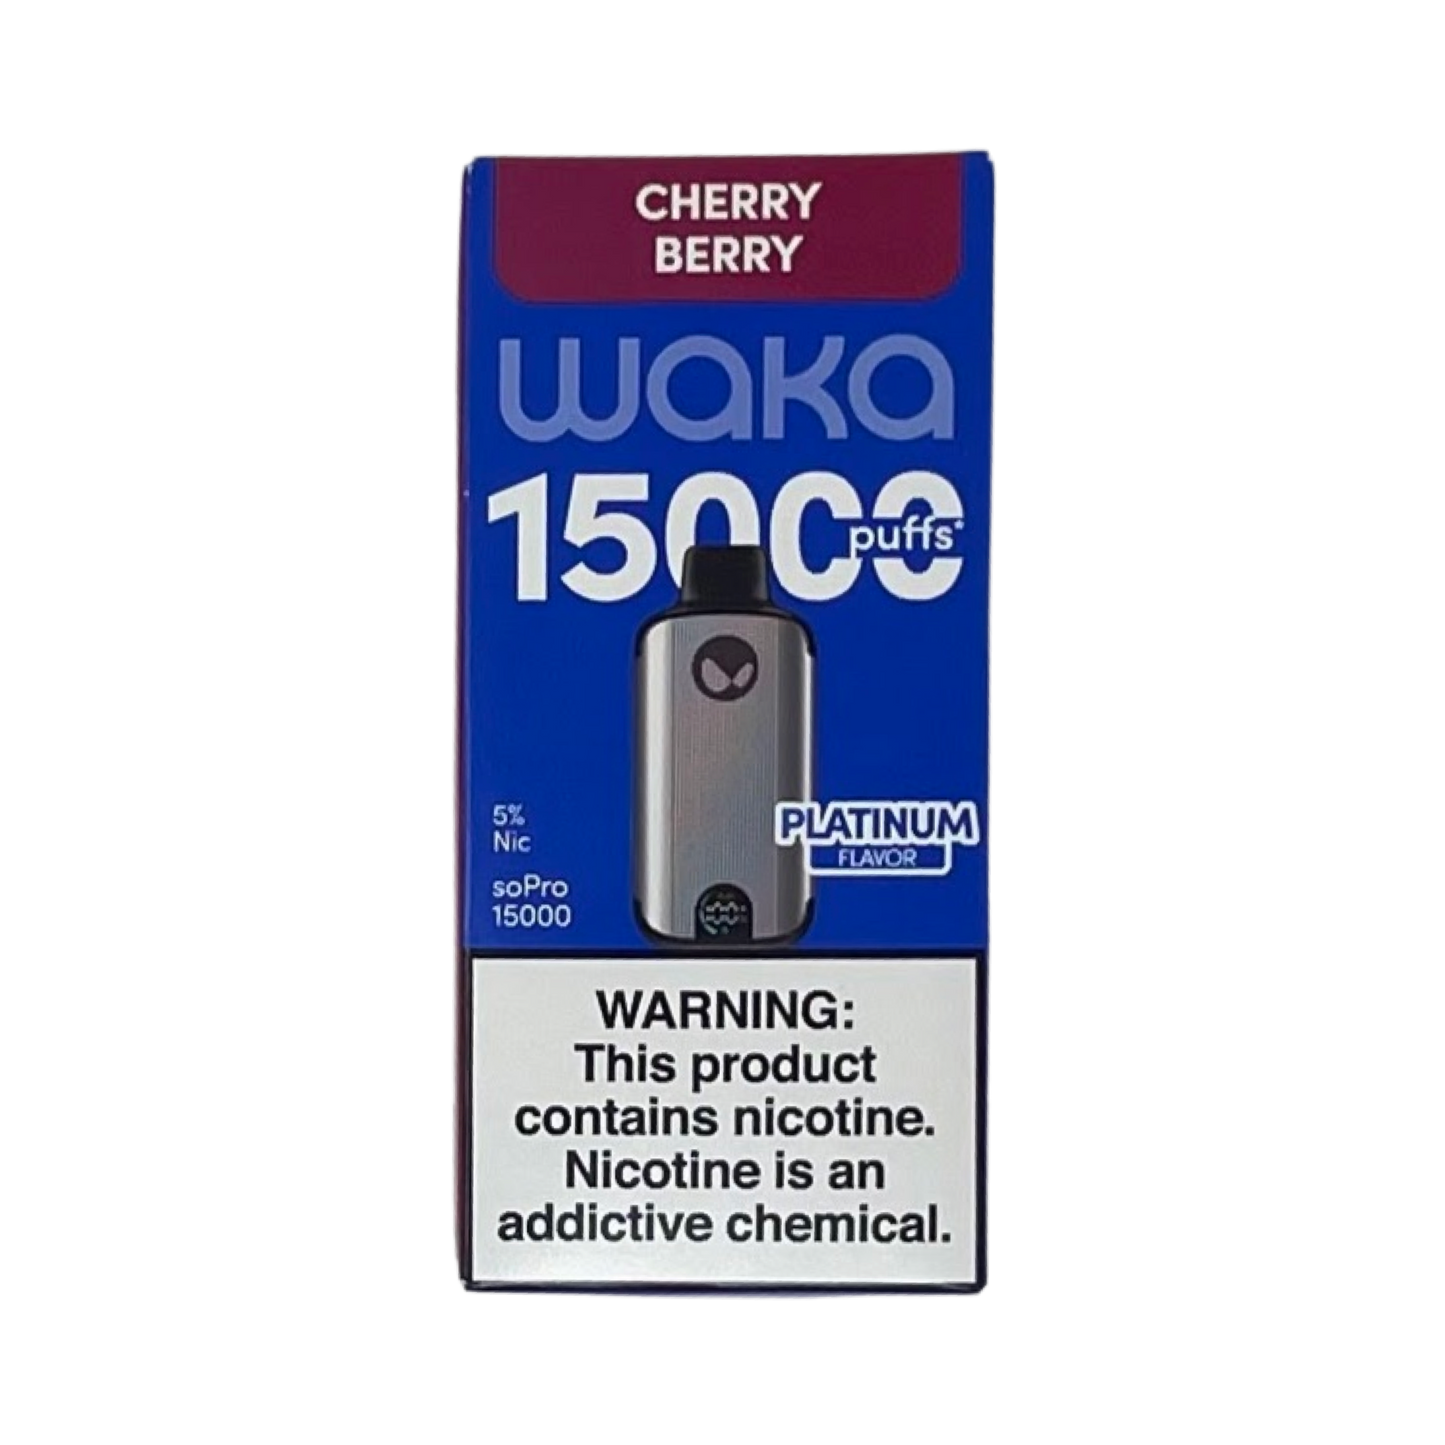 CHERRY
BERRY
waka
15000
puffs*
5%
Nic
PLATINUM
FLAVOR
soPro
15000
100%
WARNING:
This product
contains nicotine.
Nicotine is an
addictive chemical.